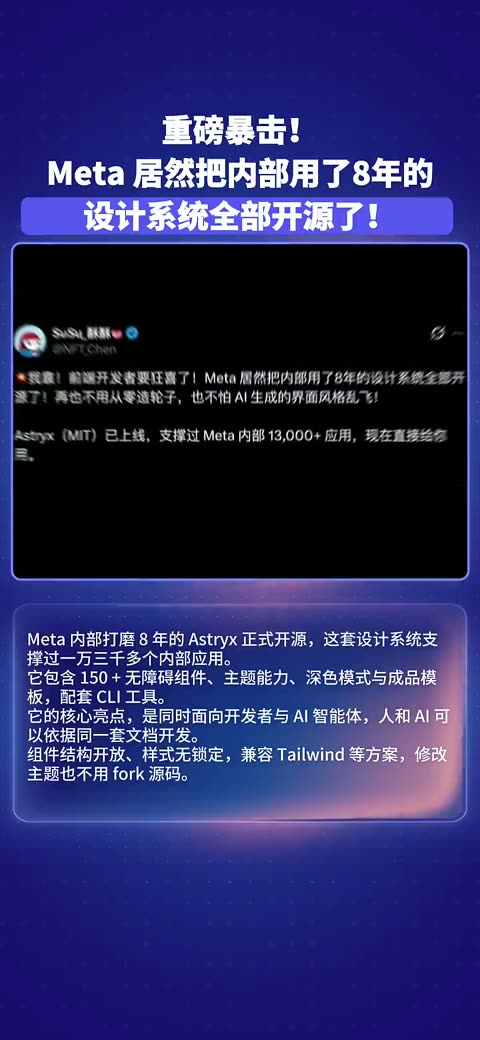 重磅暴击！
Meta 居然把内部用了8年的
设计系统全部开源了！
SuSu_酥酥
@NFT_Chen
我靠！前端开发者要狂喜了！Meta 居然把内部用了8年的设计系统全部开
源了！再也不用从零造轮子，也不怕 AI 生成的界面风格乱飞！
Astryx（MIT）已上线，支撑过 Meta 内部 13,000+ 应用，现在直接给你
用。
Meta 内部打磨 8 年的 Astryx 正式开源，这套设计系统支
撑过一万三千多个内部应用。
它包含 150 + 无障碍组件、主题能力、深色模式与成品模
板，配套 CLI 工具。
它的核心亮点，是同时面向开发者与 AI 智能体，人和 AI 可
以依据同一套文档开发。
组件结构开放、样式无锁定，兼容 Tailwind 等方案，修改
主题也不用 fork 源码。